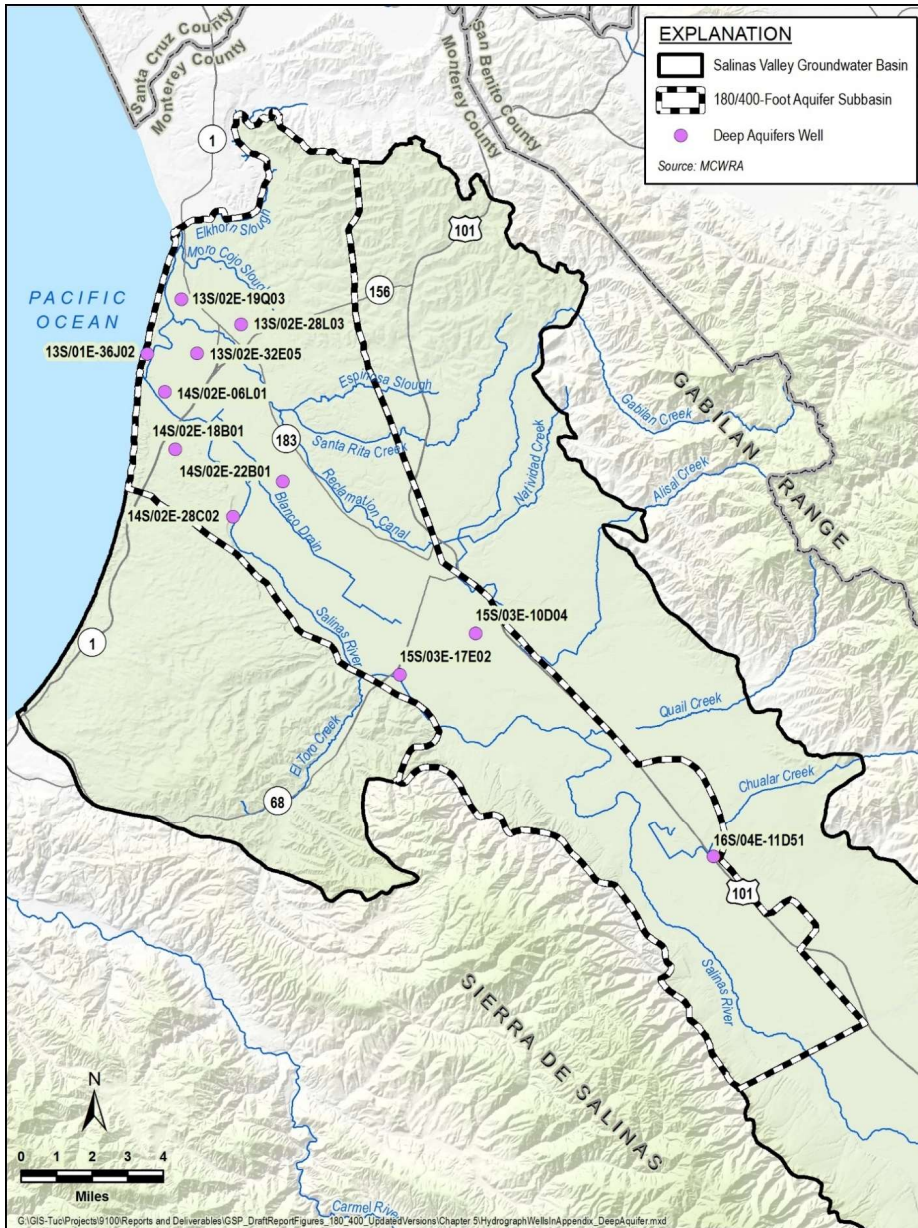 EXPLANATION
Salinas Valley Groundwater Basin
180/400-Foot Aquifer Subbasin
Deep Aquifers Well
Source: MCWRA
Santa Cruz County
Monterey County
San Benito County
Monterey County
1
101
Elkhorn Slough
Moro Cojo Slough
156
PACIFIC
OCEAN
13S/02E-19Q03
13S/02E-28L03
13S/01E-36J02
13S/02E-32E05
14S/02E-06L01
Espinosa Slough
GABILAN
RANGE
Gabilan Creek
14S/02E-18B01
183
Santa Rita Creek
Natividad Creek
Alisal Creek
14S/02E-22B01
Reclamation Canal
Blanco Drain
14S/02E-28C02
Salinas River
15S/03E-10D04
1
15S/03E-17E02
Quail Creek
El Toro Creek
Chualar Creek
68
16S/04E-11D51
101
Salinas River
SIERRA DE SALINAS
N
0 1 2 3 4
Miles
Carmel River
G:\GIS-Tuc\Projects\9100\Reports and Deliverables\GSP_DraftReportFigures_180_400_UpdatedVersions\Chapter 5\HydrographWellsInAppendix_DeepAquifer.mxd